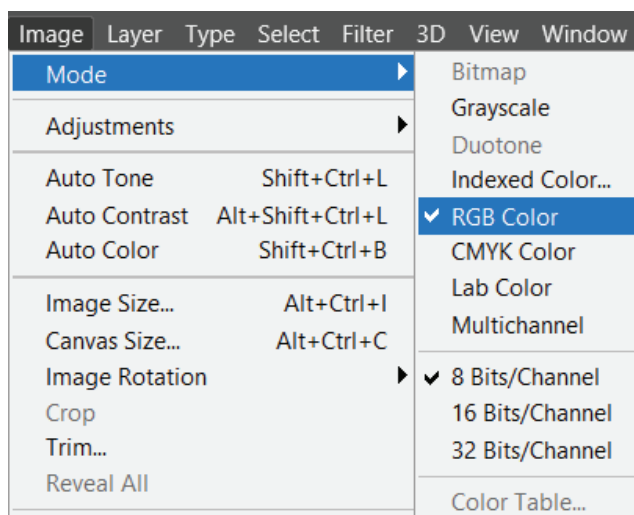 Image Layer Type Select Filter 3D View Window
Mode
Adjustments
Auto Tone Shift+Ctrl+L
Auto Contrast Alt+Shift+Ctrl+L
Auto Color Shift+Ctrl+B
Image Size... Alt+Ctrl+I
Canvas Size... Alt+Ctrl+C
Image Rotation
Crop
Trim...
Reveal All
Bitmap
Grayscale
Duotone
Indexed Color...
RGB Color
CMYK Color
Lab Color
Multichannel
8 Bits/Channel
16 Bits/Channel
32 Bits/Channel
Color Table...